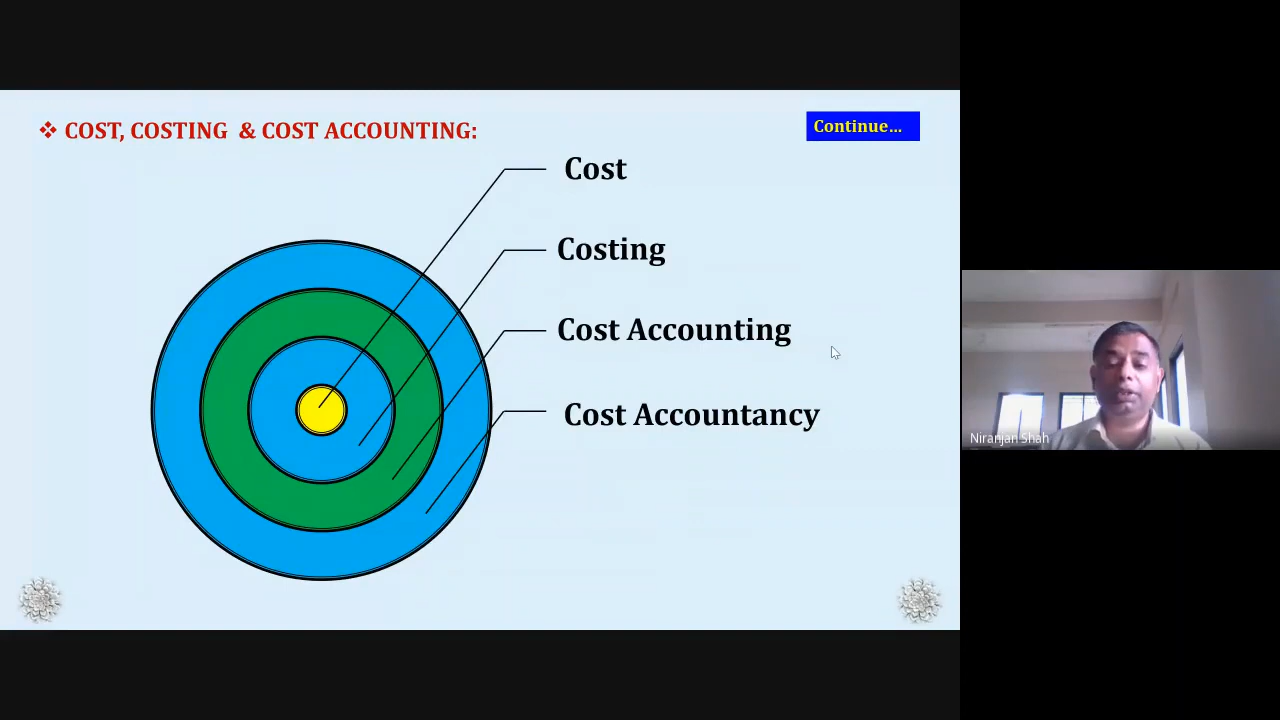 ❖ COST, COSTING & COST ACCOUNTING:
Continue...
Cost
Costing
Cost Accounting
Cost Accountancy
Niranjan Shah